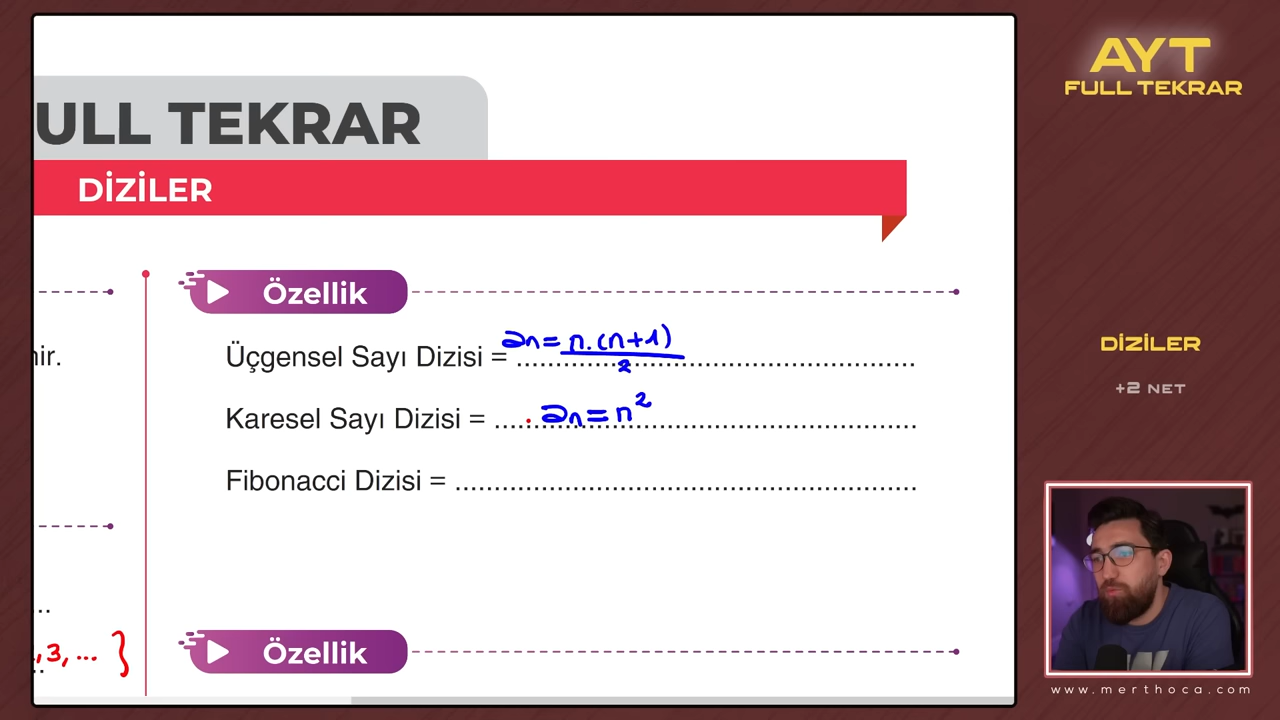 ULL TEKRAR
DİZİLER
Özellik
nir.
Üçgensel Sayı Dizisi = an = n.(n+1)
2
Karesel Sayı Dizisi = ..... an = n²
Fibonacci Dizisi = ..........
...
, 3, ... }
Özellik
AYT
FULL TEKRAR
DİZİLER
+2 NET
www.merthoca.com